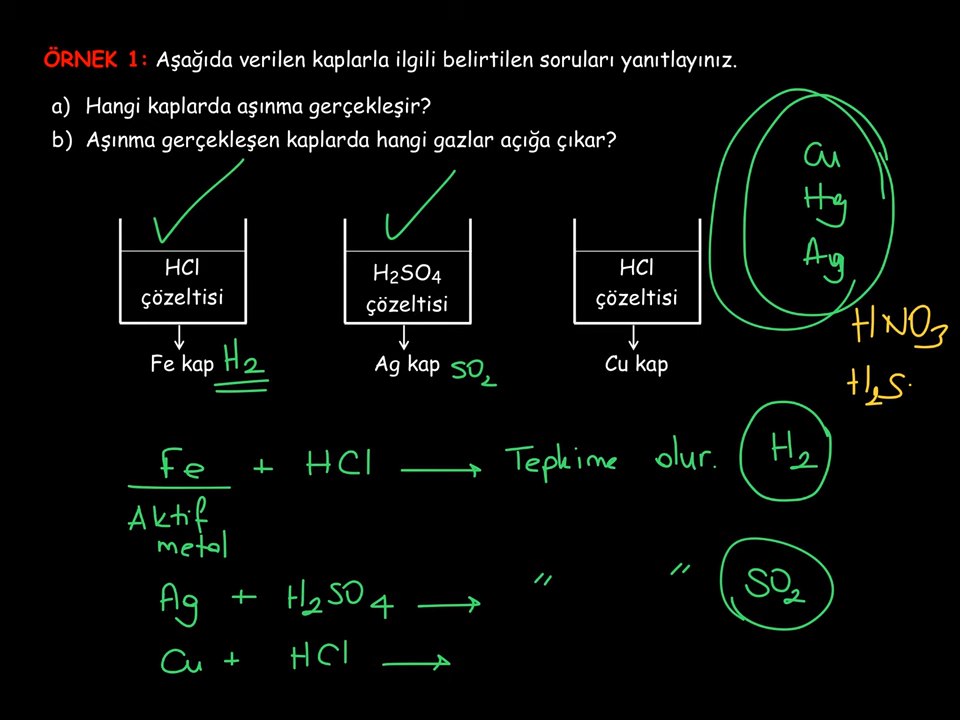 ÖRNEK 1: Aşağıda verilen kaplarla ilgili belirtilen soruları yanıtlayınız.
a) Hangi kaplarda aşınma gerçekleşir?
b) Aşınma gerçekleşen kaplarda hangi gazlar açığa çıkar?
Cu
Hg
Ag
HCl
çözeltisi
Fe kap H2
H2SO4
çözeltisi
Ag kap SO2
HCl
çözeltisi
Cu kap
HNO3
H2S
Fe + HCl → Tepkime olur. H2
Aktif
metal
Ag + H2SO4 → " " SO2
Cu + HCl →